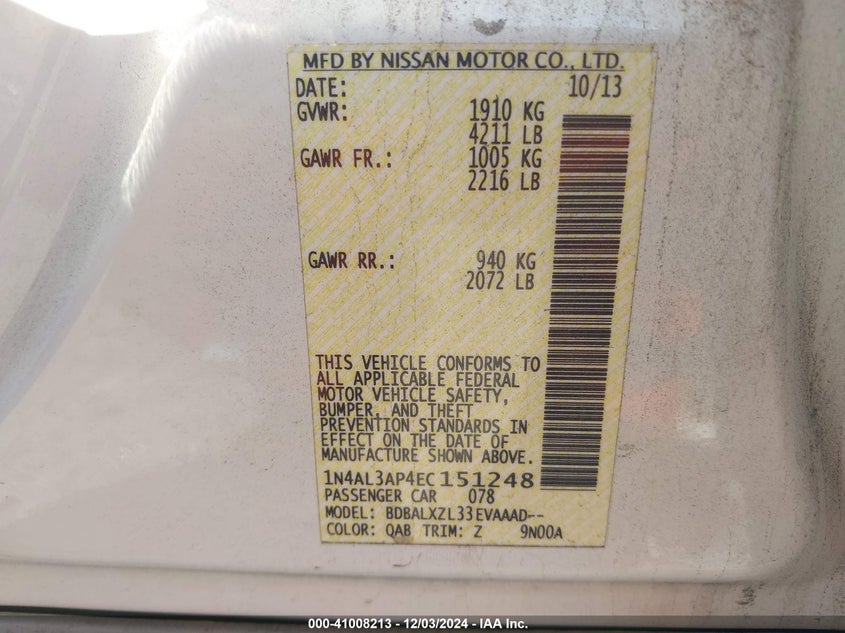 MFD BY NISSAN MOTOR CO., LTD.
DATE: 10/13
GVWR: 1910 KG
4211 LB
GAWR FR.: 1005 KG
2216 LB
GAWR RR.: 940 KG
2072 LB
THIS VEHICLE CONFORMS TO
ALL APPLICABLE FEDERAL
MOTOR VEHICLE SAFETY,
BUMPER, AND THEFT
PREVENTION STANDARDS IN
EFFECT ON THE DATE OF
MANUFACTURE SHOWN ABOVE.
1N4AL3AP4EC151248
PASSENGER CAR 078
MODEL: BDBALXZL33EVAAAD--
COLOR: QAB TRIM: Z 9N00A
000-41008213 - 12/03/2024 - IAA Inc.